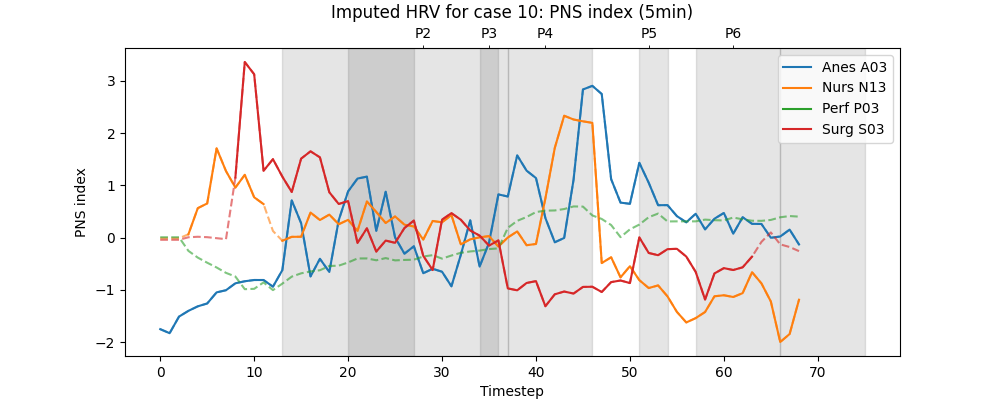 Imputed HRV for case 10: PNS index (5min)
P2 P3 P4 P5 P6
Anes A03
Nurs N13
Perf P03
Surg S03
PNS index
3
2
1
0
−1
−2
0 10 20 30 40 50 60 70
Timestep